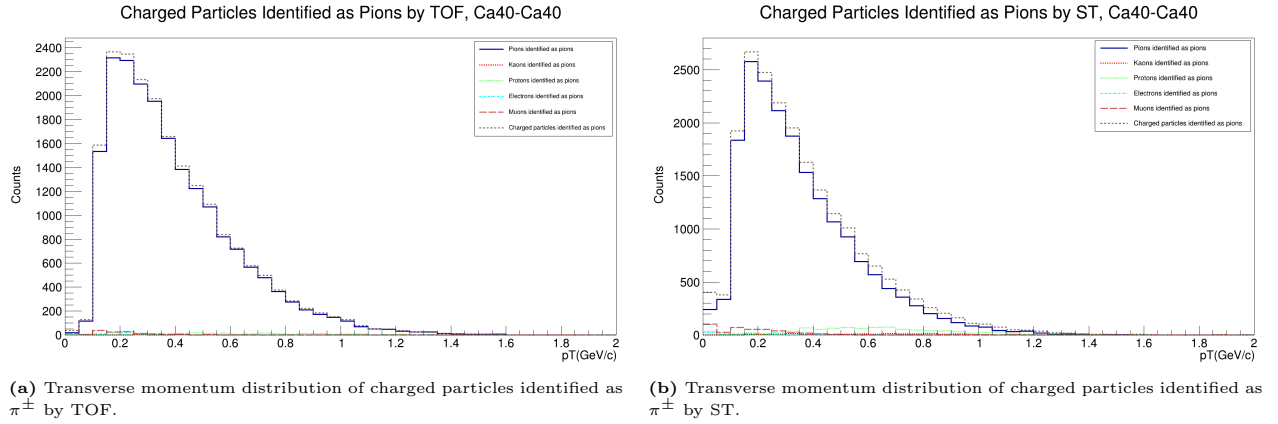 Charged Particles Identified as Pions by TOF, Ca40-Ca40
Counts
2400
2200
2000
1800
1600
1400
1200
1000
800
600
400
200
0
0.2
0.4
0.6
0.8
1
1.2
1.4
1.6
1.8
2
pT(GeV/c)
Pions identified as pions
Kaons identified as pions
Protons identified as pions
Electrons identified as pions
Muons identified as pions
Charged particles identified as pions
(a) Transverse momentum distribution of charged particles identified as
π± by TOF.
Charged Particles Identified as Pions by ST, Ca40-Ca40
Counts
2500
2000
1500
1000
500
0
0
0.2
0.4
0.6
0.8
1
1.2
1.4
1.6
1.8
2
pT(GeV/c)
Pions identified as pions
Kaons identified as pions
Protons identified as pions
Electrons identified as pions
Muons identified as pions
Charged particles identified as pions
(b) Transverse momentum distribution of charged particles identified as
π± by ST.